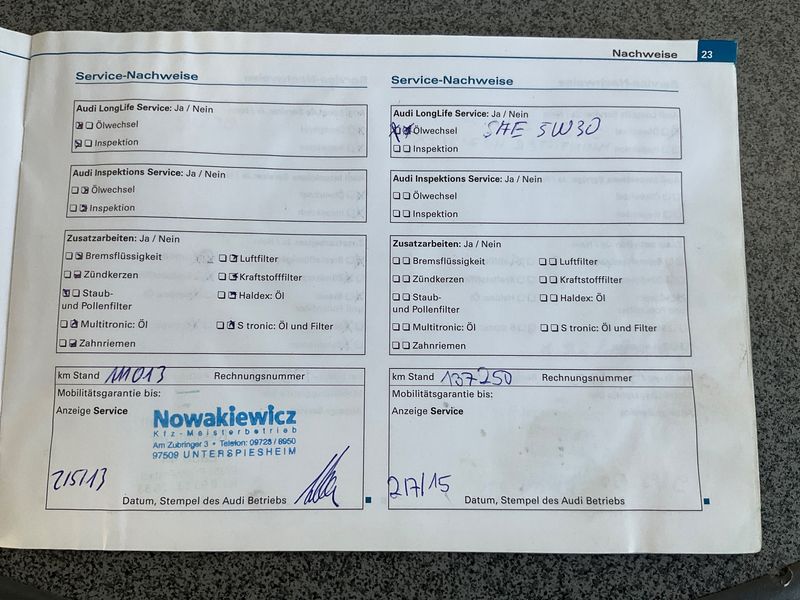 Nachweise 23
Service-Nachweise
Audi LongLife Service: Ja / Nein
Ölwechsel
Inspektion
Audi Inspektions Service: Ja / Nein
Ölwechsel
Inspektion
Zusatzarbeiten: Ja / Nein
Bremsflüssigkeit Luftfilter
Zündkerzen Kraftstofffilter
Staub- Haldex: Öl
und Pollenfilter
Multitronic: Öl S tronic: Öl und Filter
Zahnriemen
km Stand 111013 Rechnungsnummer
Mobilitätsgarantie bis:
Anzeige Service
Nowakiewicz
Kfz-Meisterbetrieb
Am Zubringer 3 • Telefon: 09723 / 8950
97509 UNTERSPIESHEIM
2/5/13
Datum, Stempel des Audi Betriebs
Service-Nachweise
Audi LongLife Service: Ja / Nein
Ölwechsel SAE 5W30
Inspektion
Audi Inspektions Service: Ja / Nein
Ölwechsel
Inspektion
Zusatzarbeiten: Ja / Nein
Bremsflüssigkeit Luftfilter
Zündkerzen Kraftstofffilter
Staub- Haldex: Öl
und Pollenfilter
Multitronic: Öl S tronic: Öl und Filter
Zahnriemen
km Stand 137250 Rechnungsnummer
Mobilitätsgarantie bis:
Anzeige Service
2/7/15
Datum, Stempel des Audi Betriebs